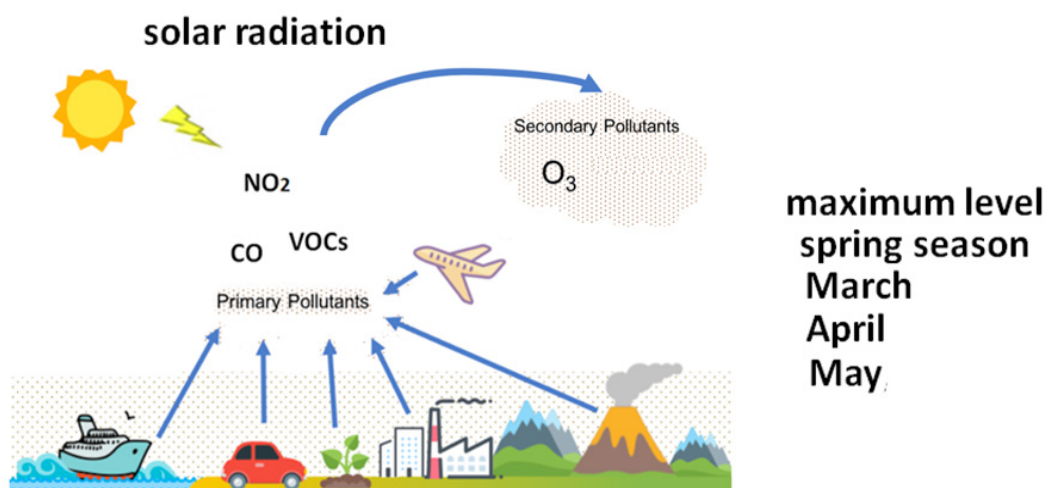 solar radiation
Secondary Pollutants
O₃
NO₂
CO
VOCs
Primary Pollutants
maximum level
spring season
March
April
May